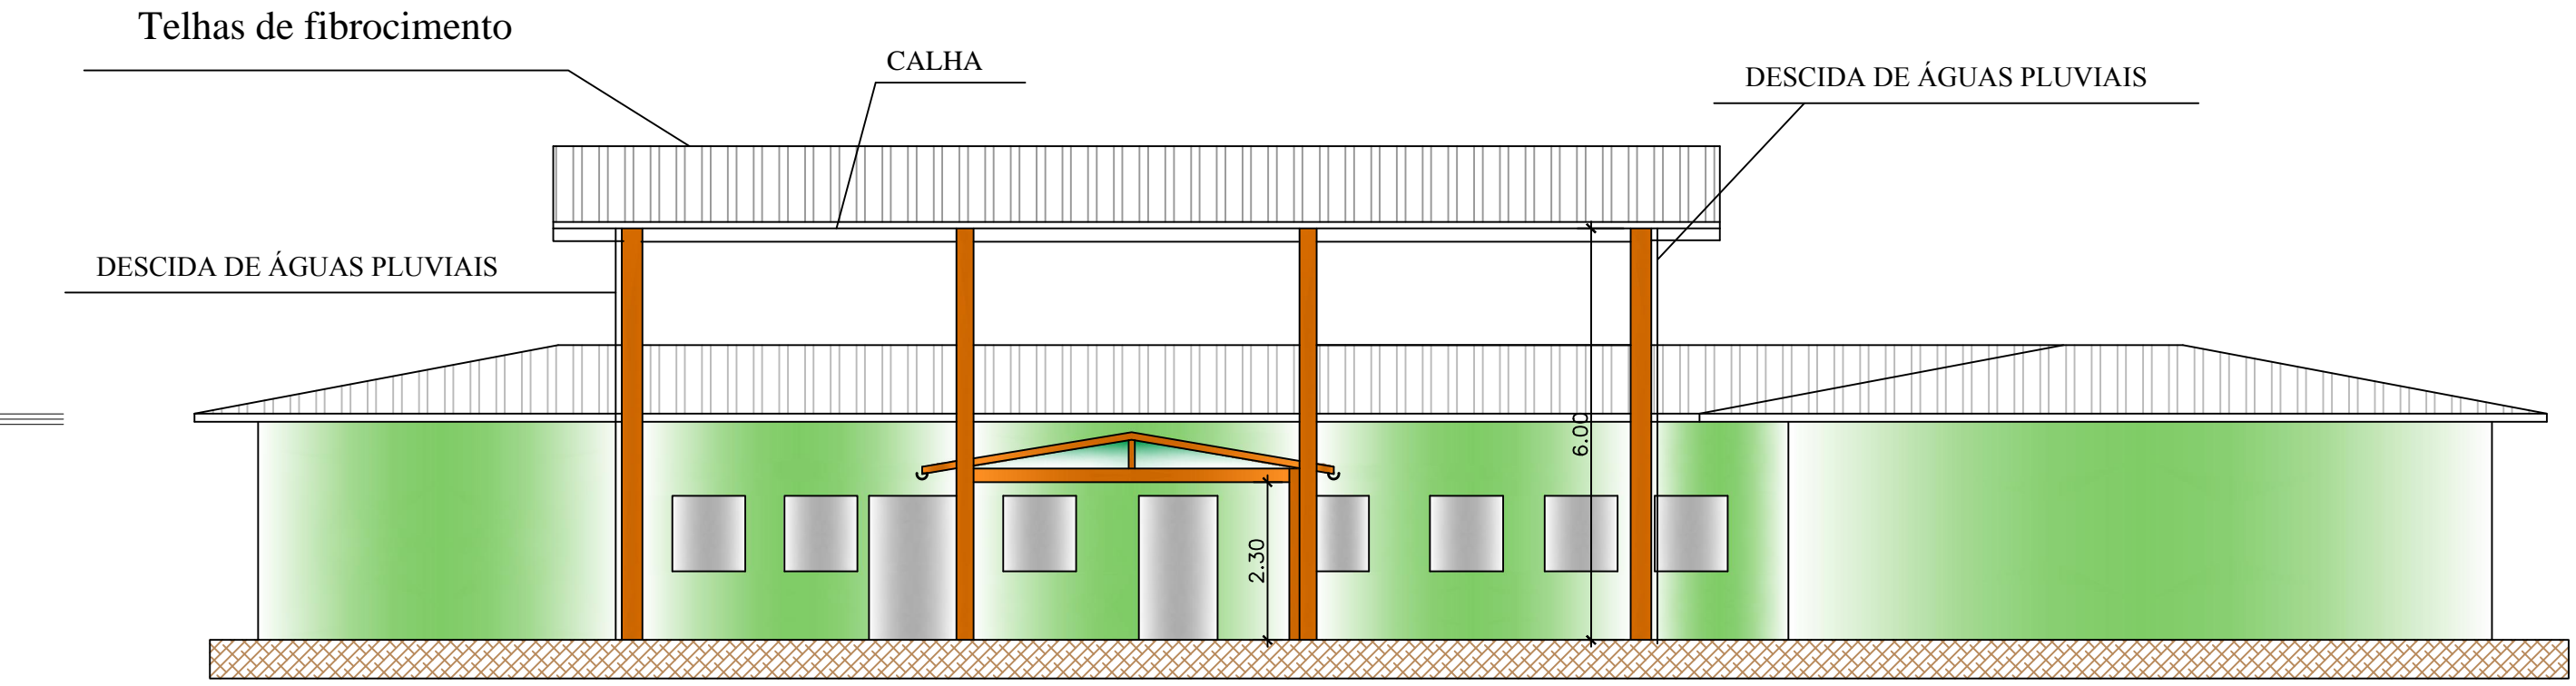 Telhas de fibrocimento
CALHA
DESCIDA DE ÁGUAS PLUVIAIS
DESCIDA DE ÁGUAS PLUVIAIS
6.00
2.30